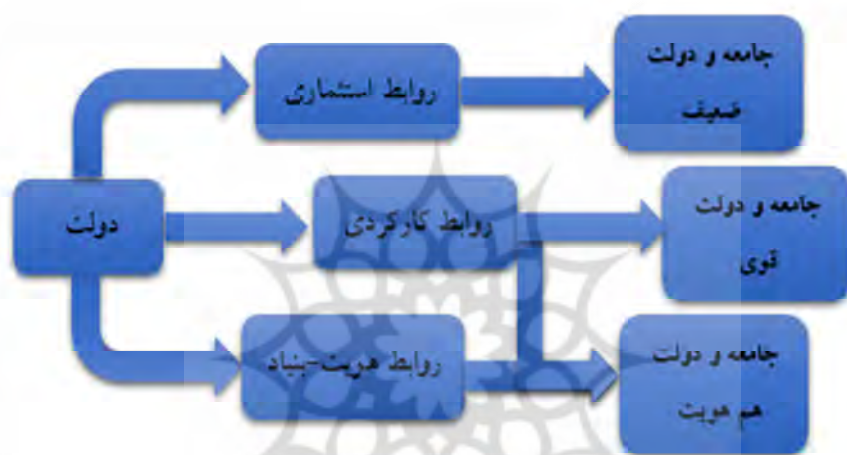 جامعه و دولت
ضعیف
روابط استثماری
جامعه و دولت
قوی
روابط کارکردی
دولت
جامعه و دولت
هم هویت
روابط هویت-بنیاد